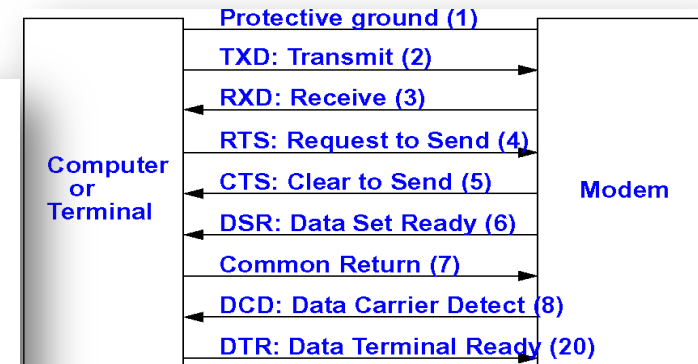 Protective ground (1)
TXD: Transmit (2)
RXD: Receive (3)
RTS: Request to Send (4)
Computer
or
Terminal
CTS: Clear to Send (5)
Modem
DSR: Data Set Ready (6)
Common Return (7)
DCD: Data Carrier Detect (8)
DTR: Data Terminal Ready (20)